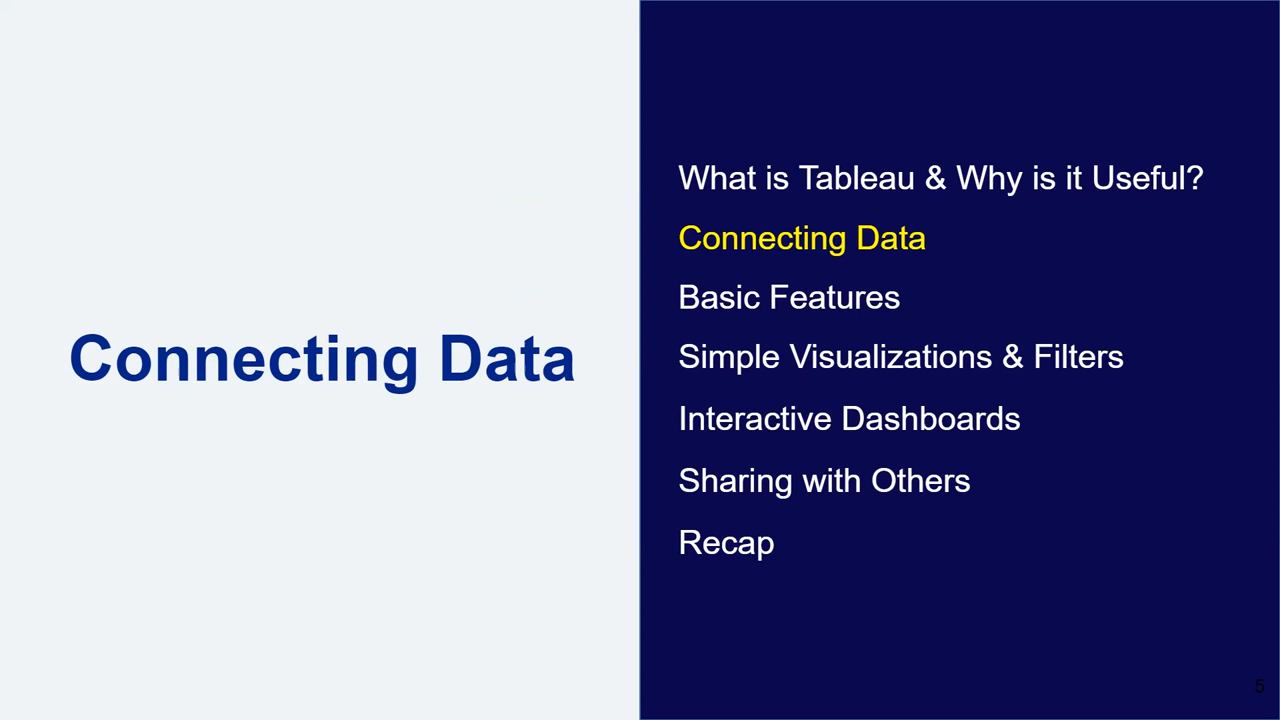 Connecting Data
What is Tableau & Why is it Useful?
Connecting Data
Basic Features
Simple Visualizations & Filters
Interactive Dashboards
Sharing with Others
Recap
5